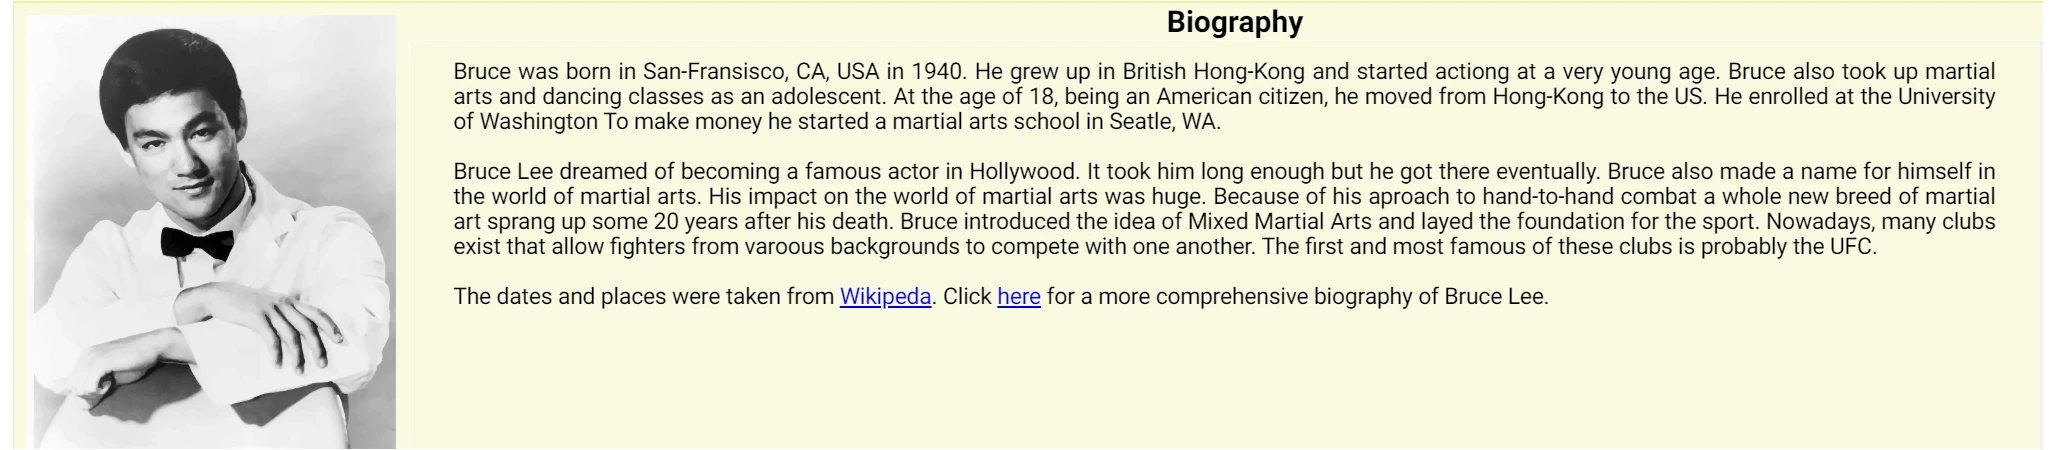 Biography
Bruce was born in San-Fransisco, CA, USA in 1940. He grew up in British Hong-Kong and started actiong at a very young age. Bruce also took up martial
arts and dancing classes as an adolescent. At the age of 18, being an American citizen, he moved from Hong-Kong to the US. He enrolled at the University
of Washington To make money he started a martial arts school in Seatle, WA.
Bruce Lee dreamed of becoming a famous actor in Hollywood. It took him long enough but he got there eventually. Bruce also made a name for himself in
the world of martial arts. His impact on the world of martial arts was huge. Because of his aproach to hand-to-hand combat a whole new breed of martial
art sprang up some 20 years after his death. Bruce introduced the idea of Mixed Martial Arts and layed the foundation for the sport. Nowadays, many clubs
exist that allow fighters from varoous backgrounds to compete with one another. The first and most famous of these clubs is probably the UFC.
The dates and places were taken from Wikipeda. Click here for a more comprehensive biography of Bruce Lee.